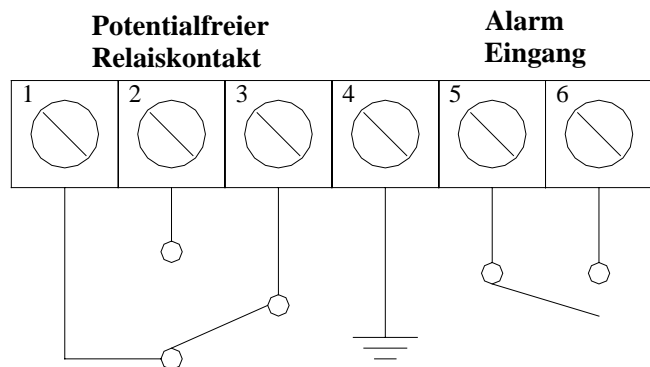 Potentialfreier
Relaiskontakt
Alarm
Eingang
1 2 3 4 5 6